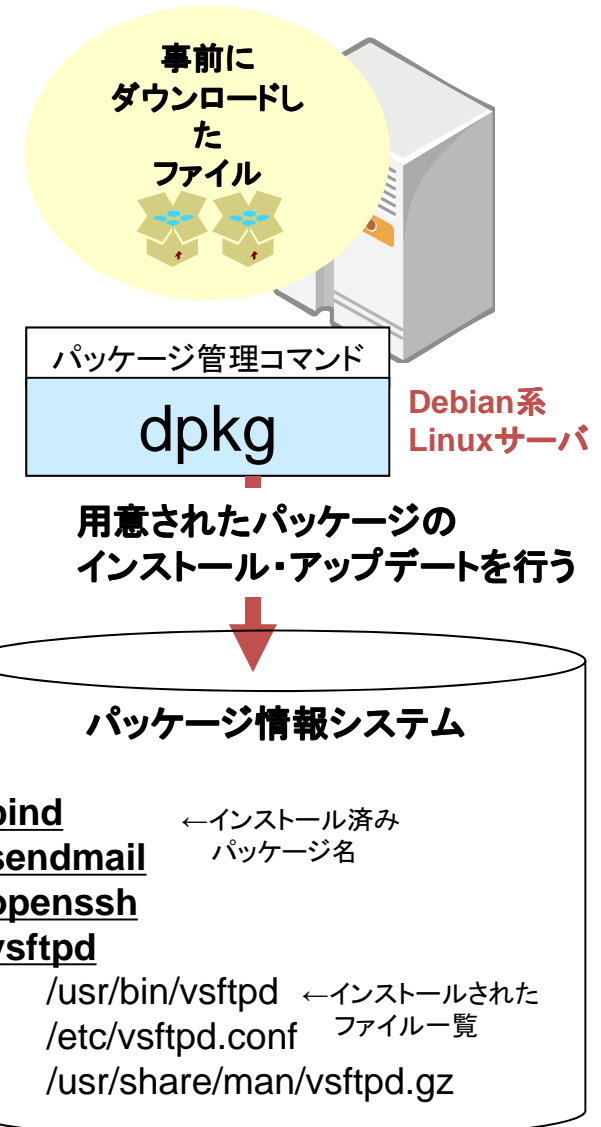 事前に
ダウンロードし
た
ファイル
パッケージ管理コマンド
dpkg
Debian系
Linuxサーバ
用意されたパッケージの
インストール・アップデートを行う
パッケージ情報システム
bind
←インストール済み
パッケージ名
sendmail
openssh
vsftpd
/usr/bin/vsftpd ←インストールされた
/etc/vsftpd.conf ファイル一覧
/usr/share/man/vsftpd.gz